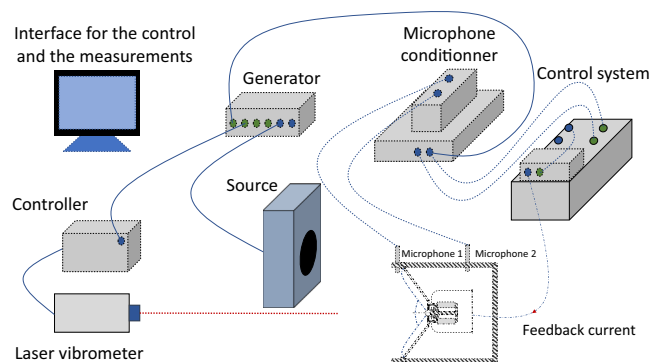 Interface for the control
and the measurements
Generator
Microphone
conditionner
Control system
Source
Controller
Microphone 1
Microphone 2
Laser vibrometer
Feedback current